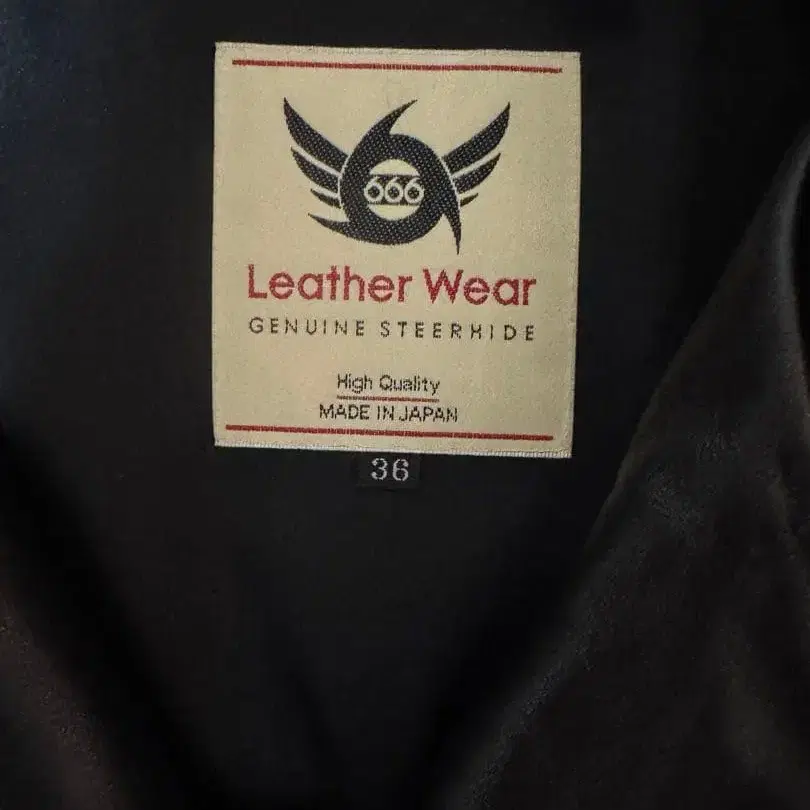 666
Leather Wear
GENUINE STEERHIDE
High Quality
MADE IN JAPAN
36